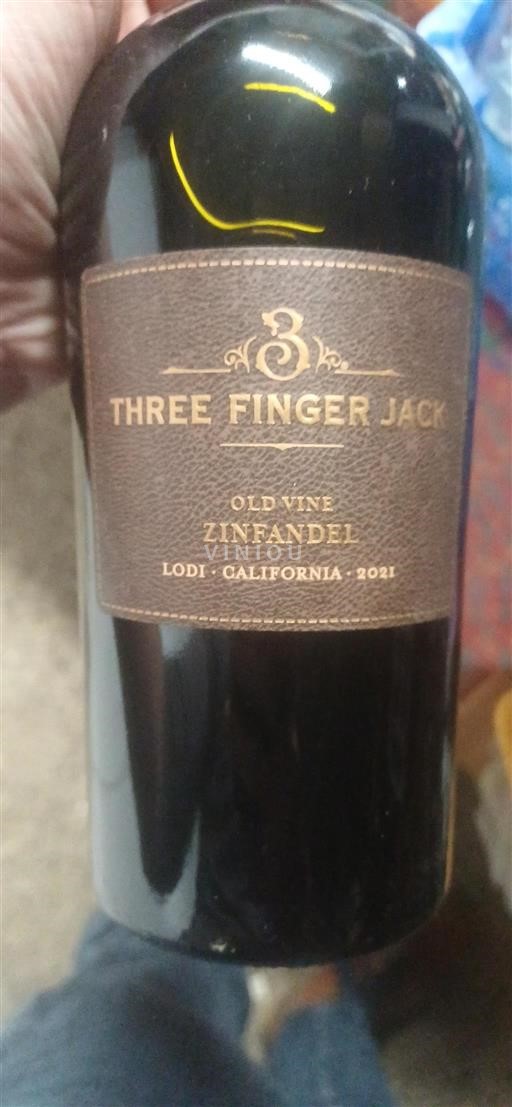 3
THREE FINGER JACK
OLD VINE
ZINFANDEL
VINIOU
LODI · CALIFORNIA · 2021